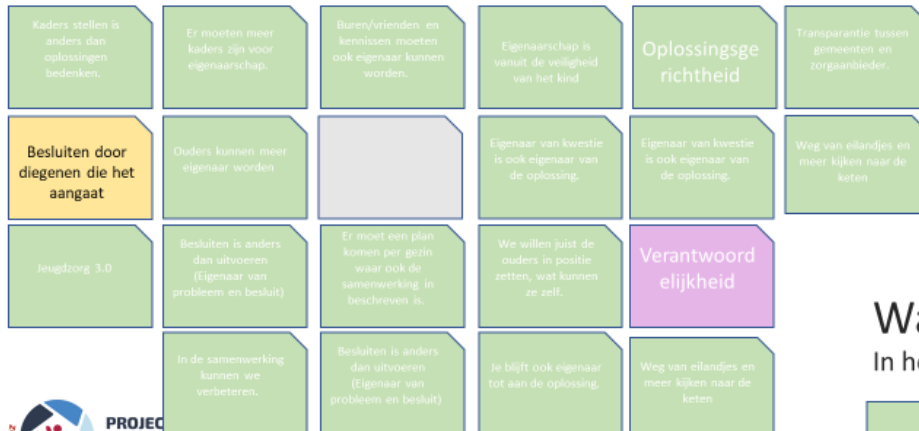 Kaders stellen is
anders dan
oplossingen
bedenken.
Er moeten meer
kaders zijn voor
eigenaarschap.
Buren/vrienden en
kennissen moeten
ook eigenaar kunnen
worden.
Eigenaarschap is
vanuit de veiligheid
van het kind
Oplossingsge
richtheid
Transparantie tussen
gemeenten en
zorgaanbieder.
Besluiten door
diegenen die het
aangaat
Ouders kunnen meer
eigenaar worden
Eigenaar van kwestie
is ook eigenaar van
de oplossing.
Eigenaar van kwestie
is ook eigenaar van
de oplossing.
Weg van eilandjes en
meer kijken naar de
keten
Jeugdzorg 3.0
Besluiten is anders
dan uitvoeren
(Eigenaar van
probleem en besluit)
Er moet een plan
komen per gezin
waar ook de
samenwerking in
beschreven is.
We willen juist de
ouders in positie
zetten, wat kunnen
ze zelf.
Verantwoord
elijkheid
In de samenwerking
kunnen we
verbeteren.
Besluiten is anders
dan uitvoeren
(Eigenaar van
probleem en besluit)
Je blijft ook eigenaar
tot aan de oplossing.
Weg van eilandjes en
meer kijken naar de
keten
Wa
In he
PROJEC